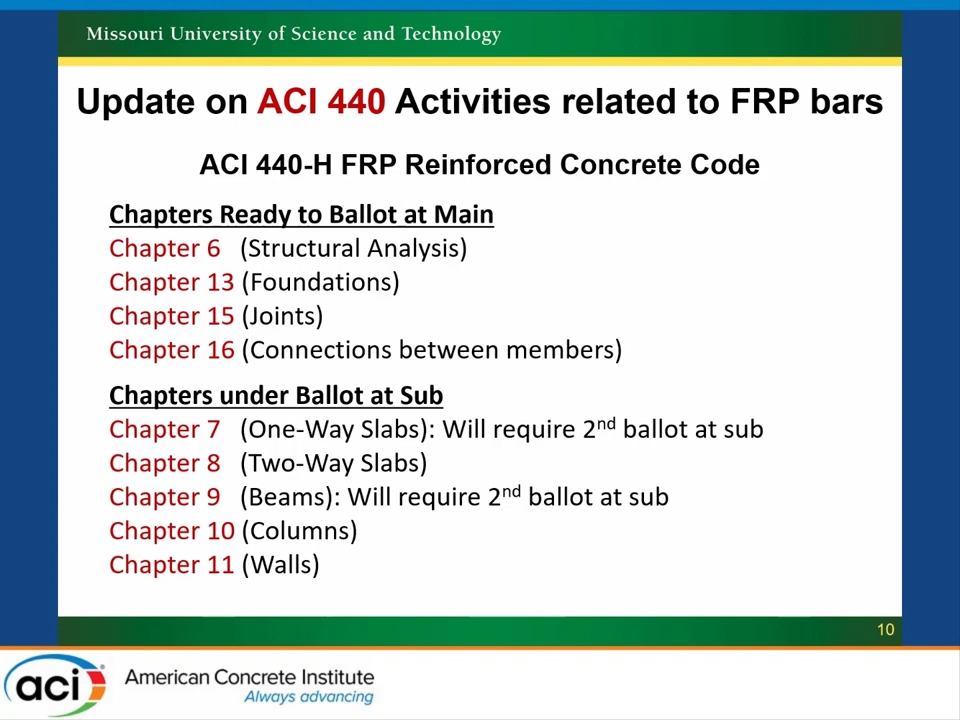 Missouri University of Science and Technology
Update on ACI 440 Activities related to FRP bars
ACI 440-H FRP Reinforced Concrete Code
Chapters Ready to Ballot at Main
Chapter 6 (Structural Analysis)
Chapter 13 (Foundations)
Chapter 15 (Joints)
Chapter 16 (Connections between members)
Chapters under Ballot at Sub
Chapter 7 (One-Way Slabs): Will require 2nd ballot at sub
Chapter 8 (Two-Way Slabs)
Chapter 9 (Beams): Will require 2nd ballot at sub
Chapter 10 (Columns)
Chapter 11 (Walls)
10
aci
American Concrete Institute
Always advancing